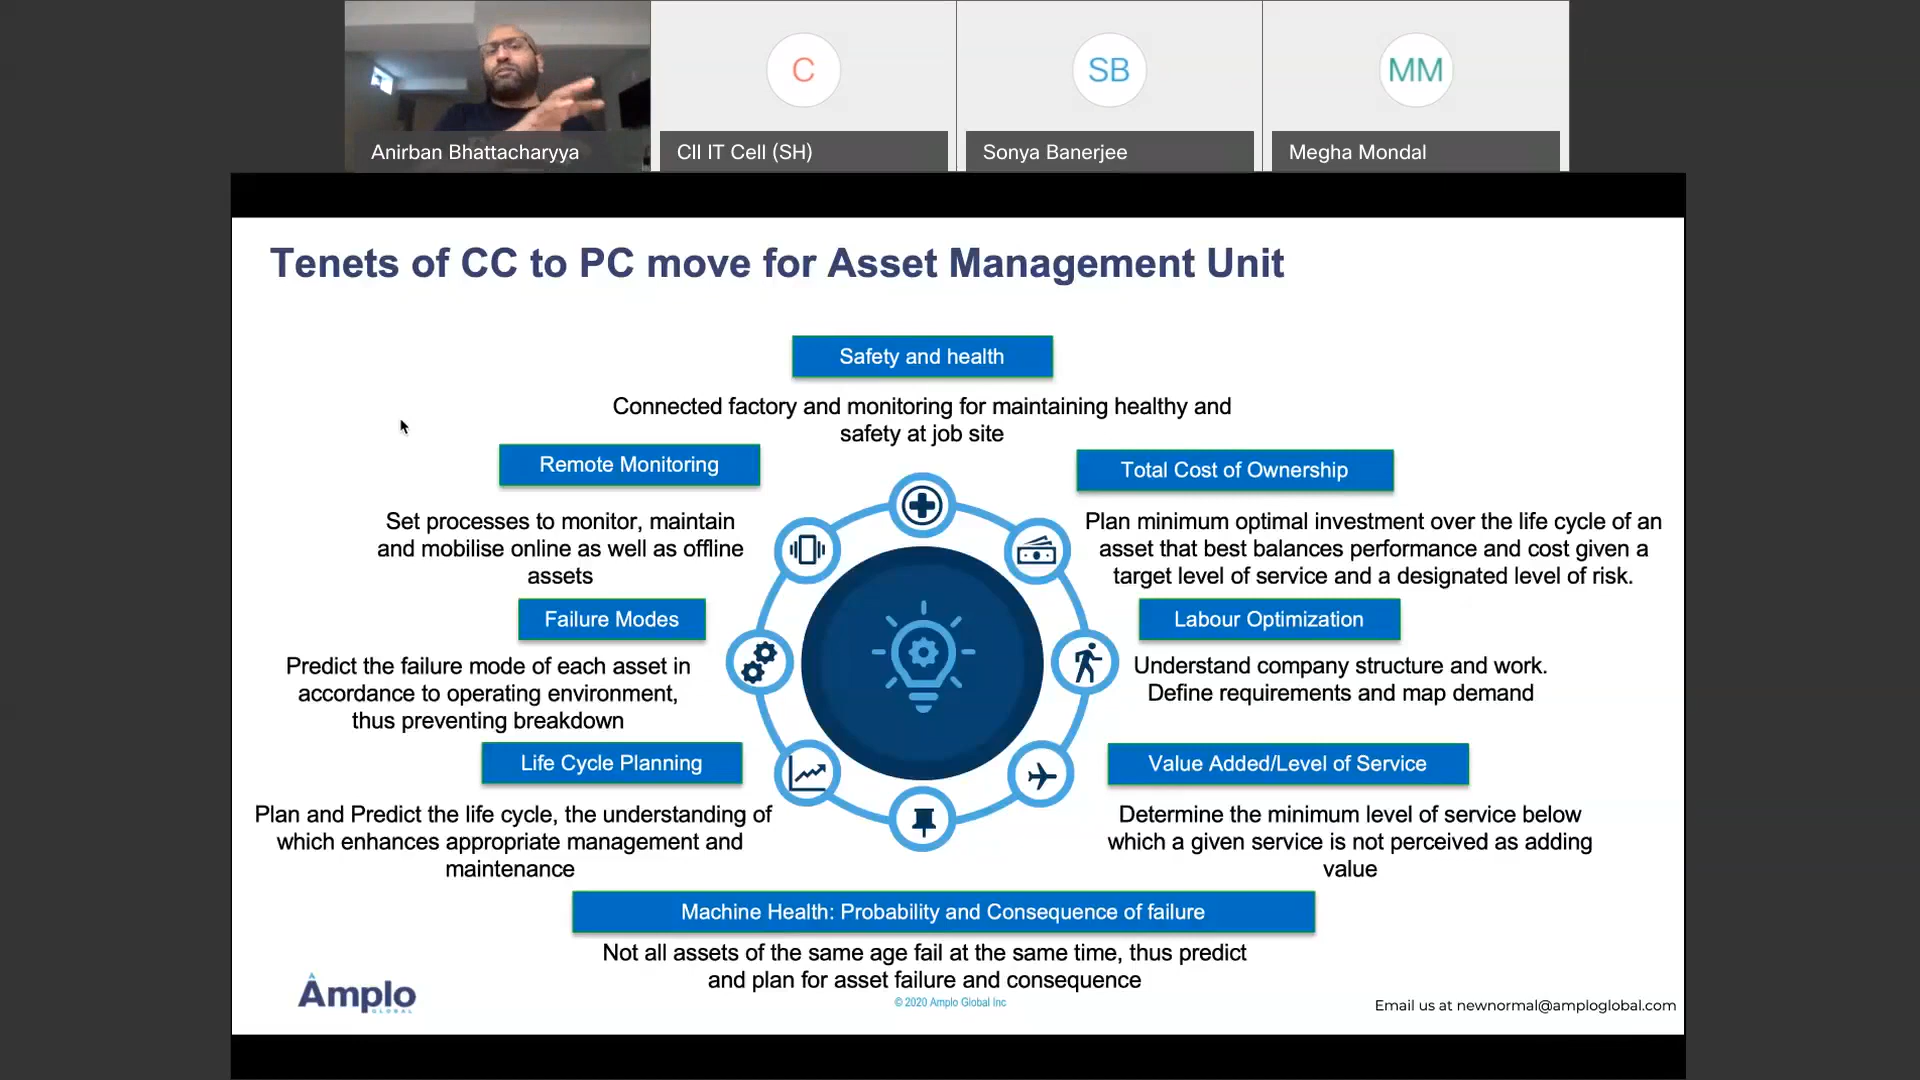 Anirban Bhattacharyya
C
CII IT Cell (SH)
SB
Sonya Banerjee
MM
Megha Mondal
Tenets of CC to PC move for Asset Management Unit
Safety and health
Connected factory and monitoring for maintaining healthy and
safety at job site
Remote Monitoring
Set processes to monitor, maintain
and mobilise online as well as offline
assets
Total Cost of Ownership
Plan minimum optimal investment over the life cycle of an
asset that best balances performance and cost given a
target level of service and a designated level of risk.
Failure Modes
Predict the failure mode of each asset in
accordance to operating environment,
thus preventing breakdown
Labour Optimization
Understand company structure and work.
Define requirements and map demand
Life Cycle Planning
Plan and Predict the life cycle, the understanding of
which enhances appropriate management and
maintenance
Value Added/Level of Service
Determine the minimum level of service below
which a given service is not perceived as adding
value
Machine Health: Probability and Consequence of failure
Not all assets of the same age fail at the same time, thus predict
and plan for asset failure and consequence
Amplo
GLOBAL
© 2020 Amplo Global Inc
Email us at newnormal@amploglobal.com